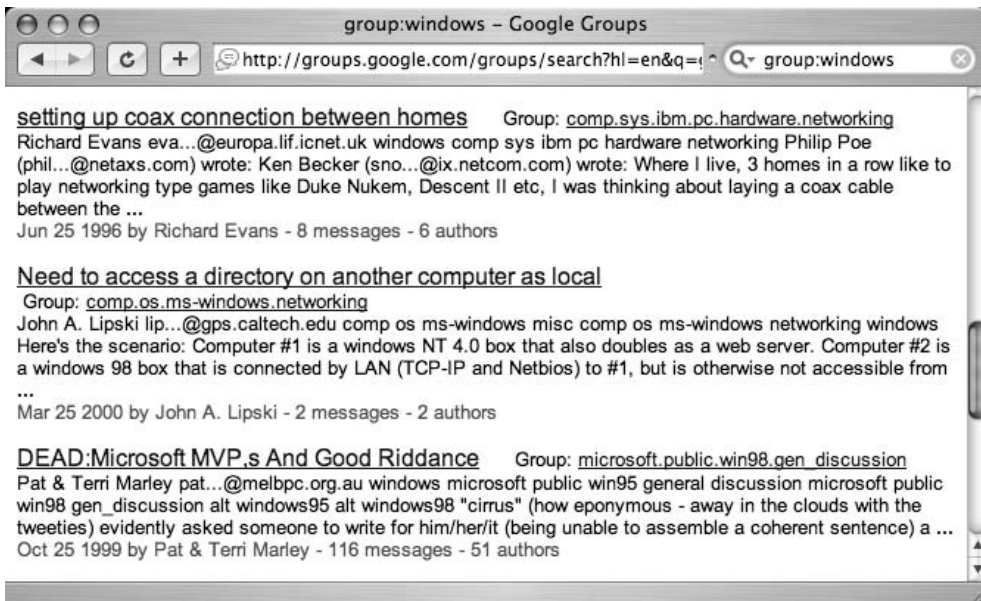 group:windows – Google Groups
http://groups.google.com/groups/search?hl=en&q=g group:windows
setting up coax connection between homes Group: comp.sys.ibm.pc.hardware.networking
Richard Evans eva...@europa.lif.icnet.uk windows comp sys ibm pc hardware networking Philip Poe
(phil...@netaxs.com) wrote: Ken Becker (sno...@ix.netcom.com) wrote: Where I live, 3 homes in a row like to
play networking type games like Duke Nukem, Descent II etc, I was thinking about laying a coax cable
between the ...
Jun 25 1996 by Richard Evans - 8 messages - 6 authors
Need to access a directory on another computer as local
Group: comp.os.ms-windows.networking
John A. Lipski lip...@gps.caltech.edu comp os ms-windows misc comp os ms-windows networking windows
Here's the scenario: Computer #1 is a windows NT 4.0 box that also doubles as a web server. Computer #2 is
a windows 98 box that is connected by LAN (TCP-IP and Netbios) to #1, but is otherwise not accessible from
...
Mar 25 2000 by John A. Lipski - 2 messages - 2 authors
DEAD:Microsoft MVP,s And Good Riddance Group: microsoft.public.win98.gen_discussion
Pat & Terri Marley pat...@melbpc.org.au windows microsoft public win95 general discussion microsoft public
win98 gen_discussion alt windows95 alt windows98 "cirrus" (how eponymous - away in the clouds with the
tweeties) evidently asked someone to write for him/her/it (being unable to assemble a coherent sentence) a ...
Oct 25 1999 by Pat & Terri Marley - 116 messages - 51 authors